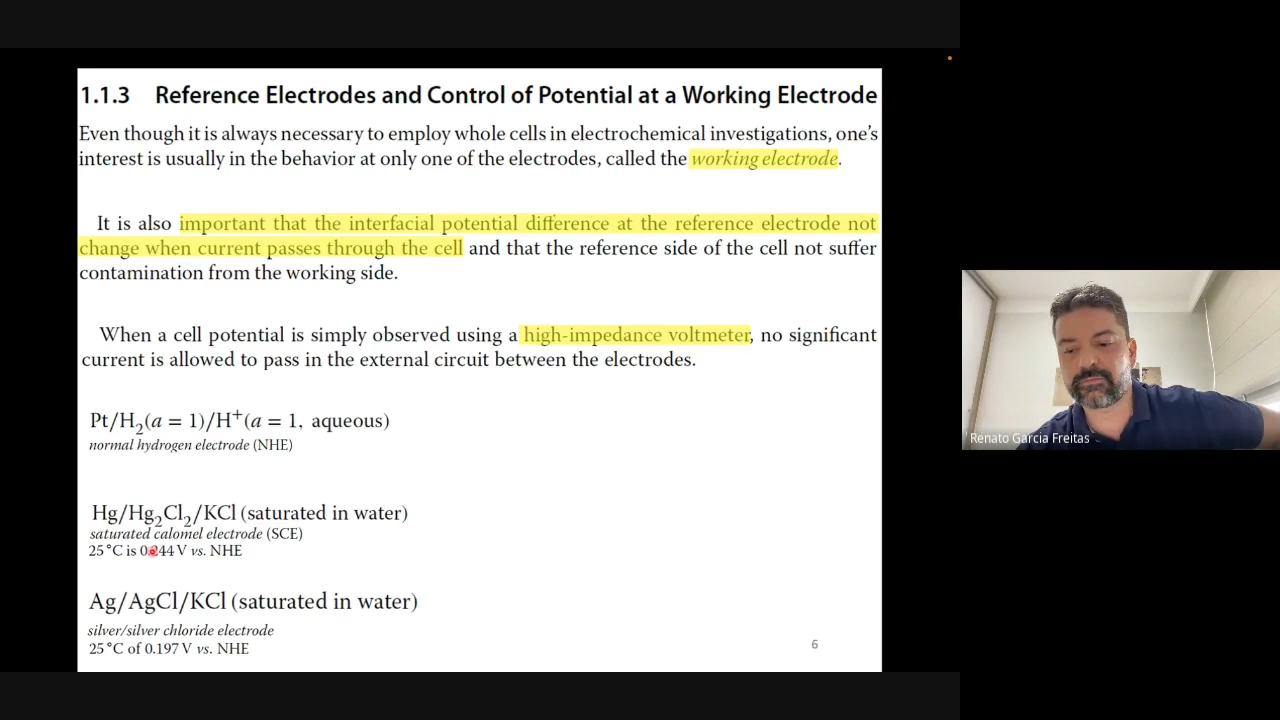 1.1.3 Reference Electrodes and Control of Potential at a Working Electrode
Even though it is always necessary to employ whole cells in electrochemical investigations, one's
interest is usually in the behavior at only one of the electrodes, called the working electrode.
It is also important that the interfacial potential difference at the reference electrode not
change when current passes through the cell and that the reference side of the cell not suffer
contamination from the working side.
When a cell potential is simply observed using a high-impedance voltmeter, no significant
current is allowed to pass in the external circuit between the electrodes.
Pt/H₂(a = 1)/H⁺(a = 1, aqueous)
normal hydrogen electrode (NHE)
Hg/Hg₂Cl₂/KCl (saturated in water)
saturated calomel electrode (SCE)
25 °C is 0.244 V vs. NHE
Ag/AgCl/KCl (saturated in water)
silver/silver chloride electrode
25 °C of 0.197 V vs. NHE
6
Renato Garcia Freitas